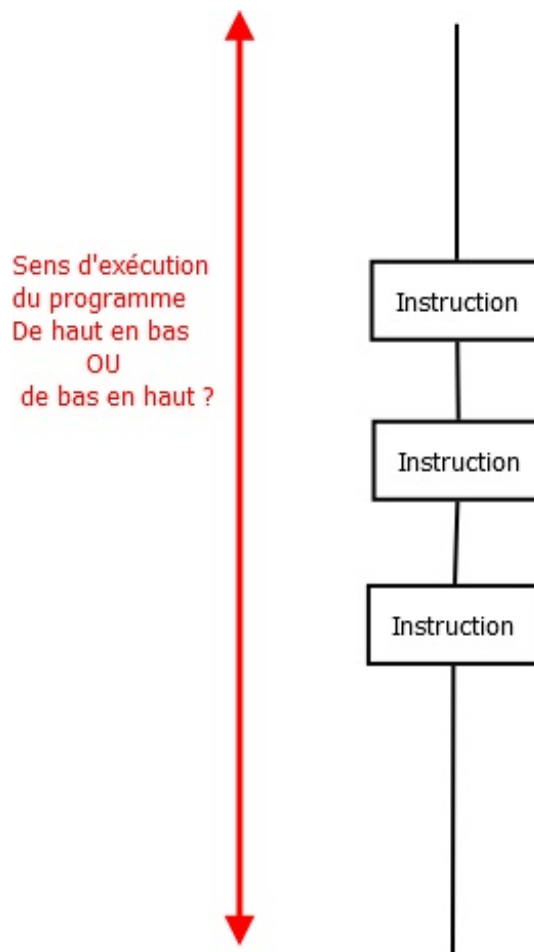 Sens d'exécution
du programme
De haut en bas
OU
de bas en haut ?
Instruction
Instruction
Instruction